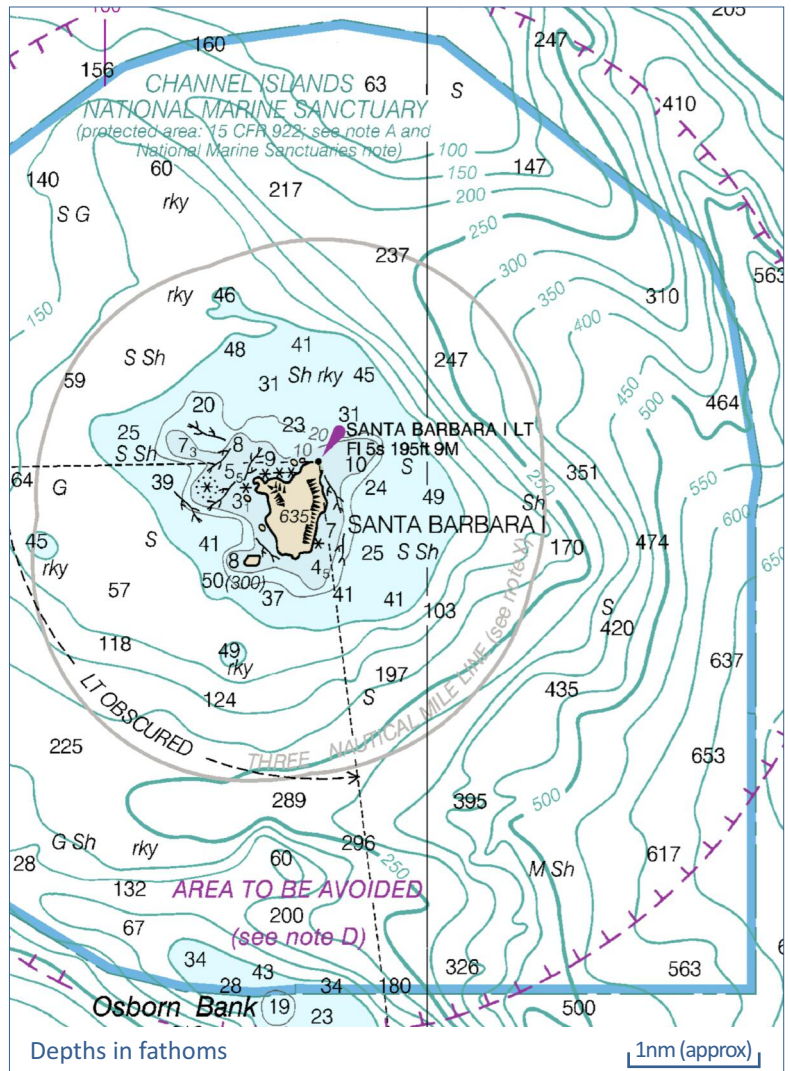 160
205
247
156
CHANNEL ISLANDS
NATIONAL MARINE SANCTUARY
(protected area: 15 CFR 922; see note A and
National Marine Sanctuaries note)
63
S
410
100
150
147
200
140
60
217
S G
rky
250
237
300
563
rky
46
350
310
150
400
S Sh
48
41
247
450
59
31
Sh rky
45
500
464
20
31
25
23
20
SANTA BARBARA I LT
Fl 5s 195ft 9M
S Sh
7₃
8
10
9
10
S
250
351
550
64
G
39
5₅
24
49
Sh
600
3₁
635
7
SANTA BARBARA I
45
rky
S
41
25
S Sh
170
474
650
8
4₅
57
50 (300)
37
41
41
103
S
420
118
49
rky
197
637
124
S
435
LT OBSCURED
THREE NAUTICAL MILE LINE (see note X)
225
653
289
395
500
G Sh
rky
296
28
60
250
617
M Sh
132
AREA TO BE AVOIDED
67
200
(see note D)
34
43
326
563
28
34
180
Osborn Bank
19
23
500
Depths in fathoms
1nm (approx)